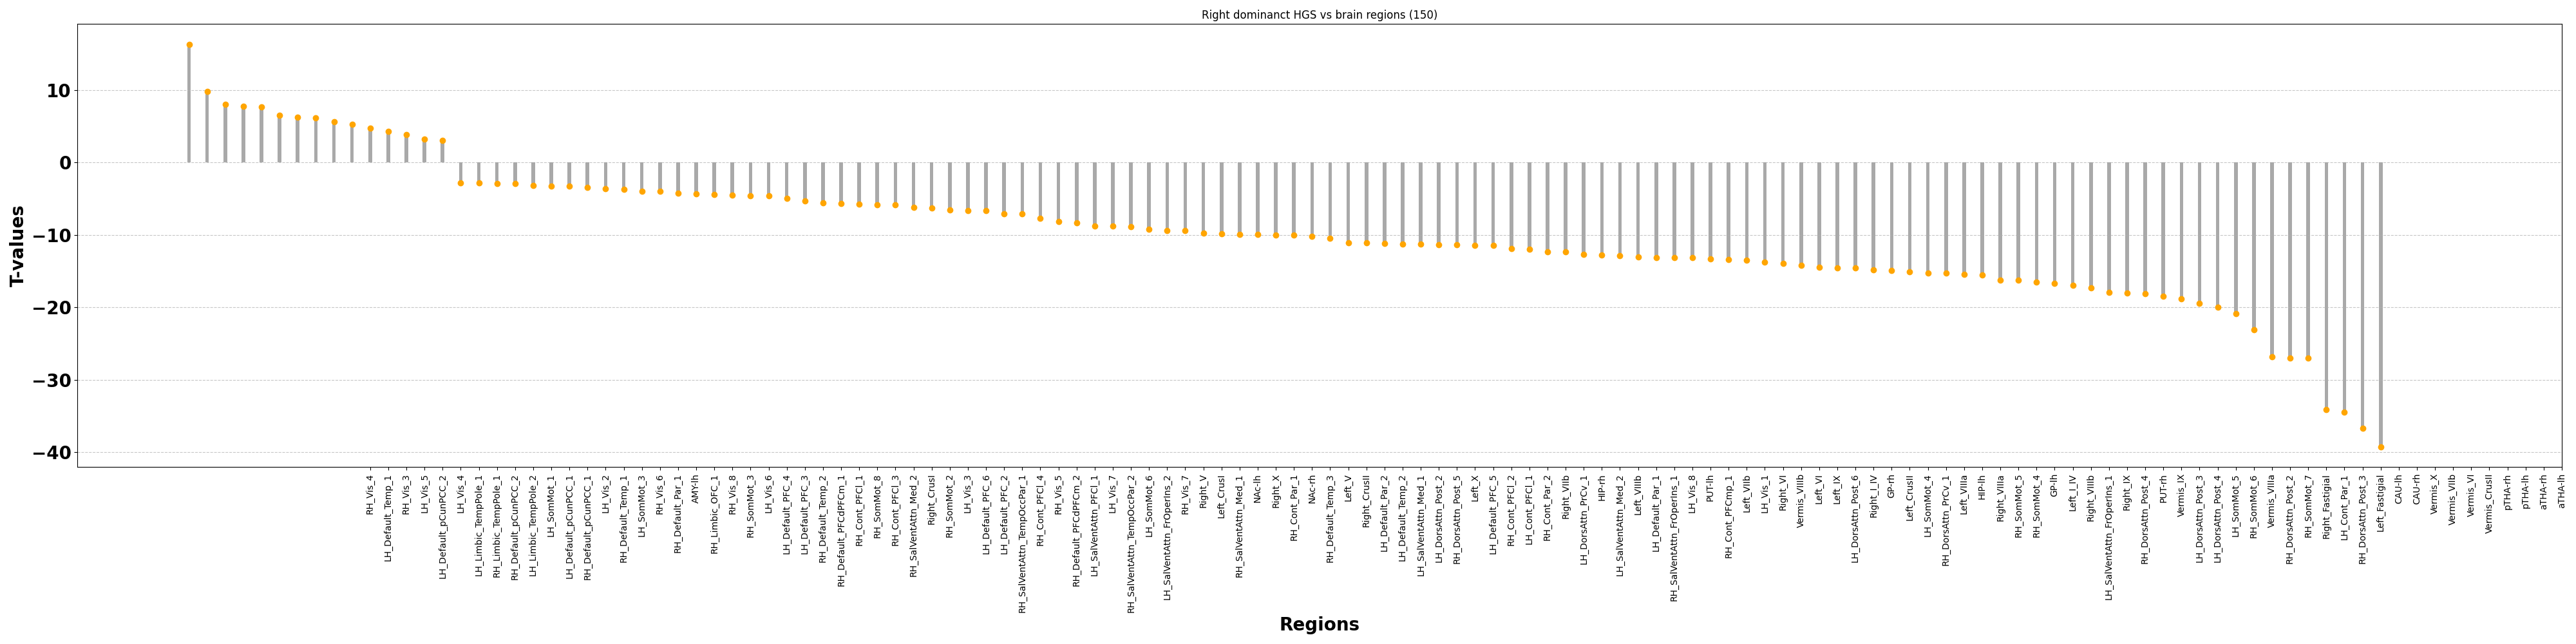 Right dominanct HGS vs brain regions (150)
T-values
10
0
−10
−20
−30
−40
RH_Vis_4
LH_Default_Temp_1
RH_Vis_3
LH_Vis_5
LH_Default_pCunPCC_2
LH_Vis_4
LH_Limbic_TempPole_1
RH_Limbic_TempPole_1
RH_Default_pCunPCC_2
LH_Limbic_TempPole_2
LH_SomMot_1
LH_Default_pCunPCC_1
RH_Default_pCunPCC_1
LH_Vis_2
RH_Default_Temp_1
LH_SomMot_3
RH_Vis_6
RH_Default_Par_1
AMY-lh
RH_Limbic_OFC_1
RH_Vis_8
RH_SomMot_3
LH_Vis_6
LH_Default_PFC_4
LH_Default_PFC_3
RH_Default_Temp_2
RH_Default_PFCdPFCm_1
RH_Cont_PFCl_1
RH_SomMot_8
RH_Cont_PFCl_3
RH_SalVentAttn_Med_2
Right_CrusI
RH_SomMot_2
LH_Vis_3
LH_Default_PFC_6
LH_Default_PFC_2
RH_SalVentAttn_TempOccPar_1
RH_Cont_PFCl_4
RH_Vis_5
RH_Default_PFCdPFCm_2
LH_SalVentAttn_PFCl_1
LH_Vis_7
RH_SalVentAttn_TempOccPar_2
LH_SomMot_6
LH_SalVentAttn_FrOperIns_2
RH_Vis_7
Right_V
Left_CrusI
RH_SalVentAttn_Med_1
NAc-lh
Right_X
RH_Cont_Par_1
NAc-rh
RH_Default_Temp_3
Left_V
Right_CrusII
LH_Default_Par_2
LH_Default_Temp_2
LH_SalVentAttn_Med_1
LH_DorsAttn_Post_2
RH_DorsAttn_Post_5
Left_X
LH_Default_PFC_5
RH_Cont_PFCl_2
LH_Cont_PFCl_1
RH_Cont_Par_2
Right_VIIb
LH_DorsAttn_PrCv_1
HIP-rh
LH_SalVentAttn_Med_2
Left_VIIIb
LH_Default_Par_1
RH_SalVentAttn_FrOperIns_1
LH_Vis_8
PUT-lh
RH_Cont_PFCmp_1
Left_VIIb
LH_Vis_1
Right_VI
Vermis_VIIIb
Left_VI
Left_IX
LH_DorsAttn_Post_6
Right_I_IV
GP-rh
Left_CrusII
LH_SomMot_4
RH_DorsAttn_PrCv_1
Left_VIIIa
HIP-lh
Right_VIIIa
RH_SomMot_5
RH_SomMot_4
GP-lh
Left_I_IV
Right_VIIIb
LH_SalVentAttn_FrOperIns_1
Right_IX
RH_DorsAttn_Post_4
PUT-rh
Vermis_IX
LH_DorsAttn_Post_3
LH_DorsAttn_Post_4
LH_SomMot_5
RH_SomMot_6
Vermis_VIIIa
RH_DorsAttn_Post_2
RH_SomMot_7
Right_Fastigial
LH_Cont_Par_1
RH_DorsAttn_Post_3
Left_Fastigial
CAU-lh
CAU-rh
Vermis_X
Vermis_VIIb
Vermis_VI
Vermis_CrusII
pTHA-rh
pTHA-lh
aTHA-rh
aTHA-lh
Regions